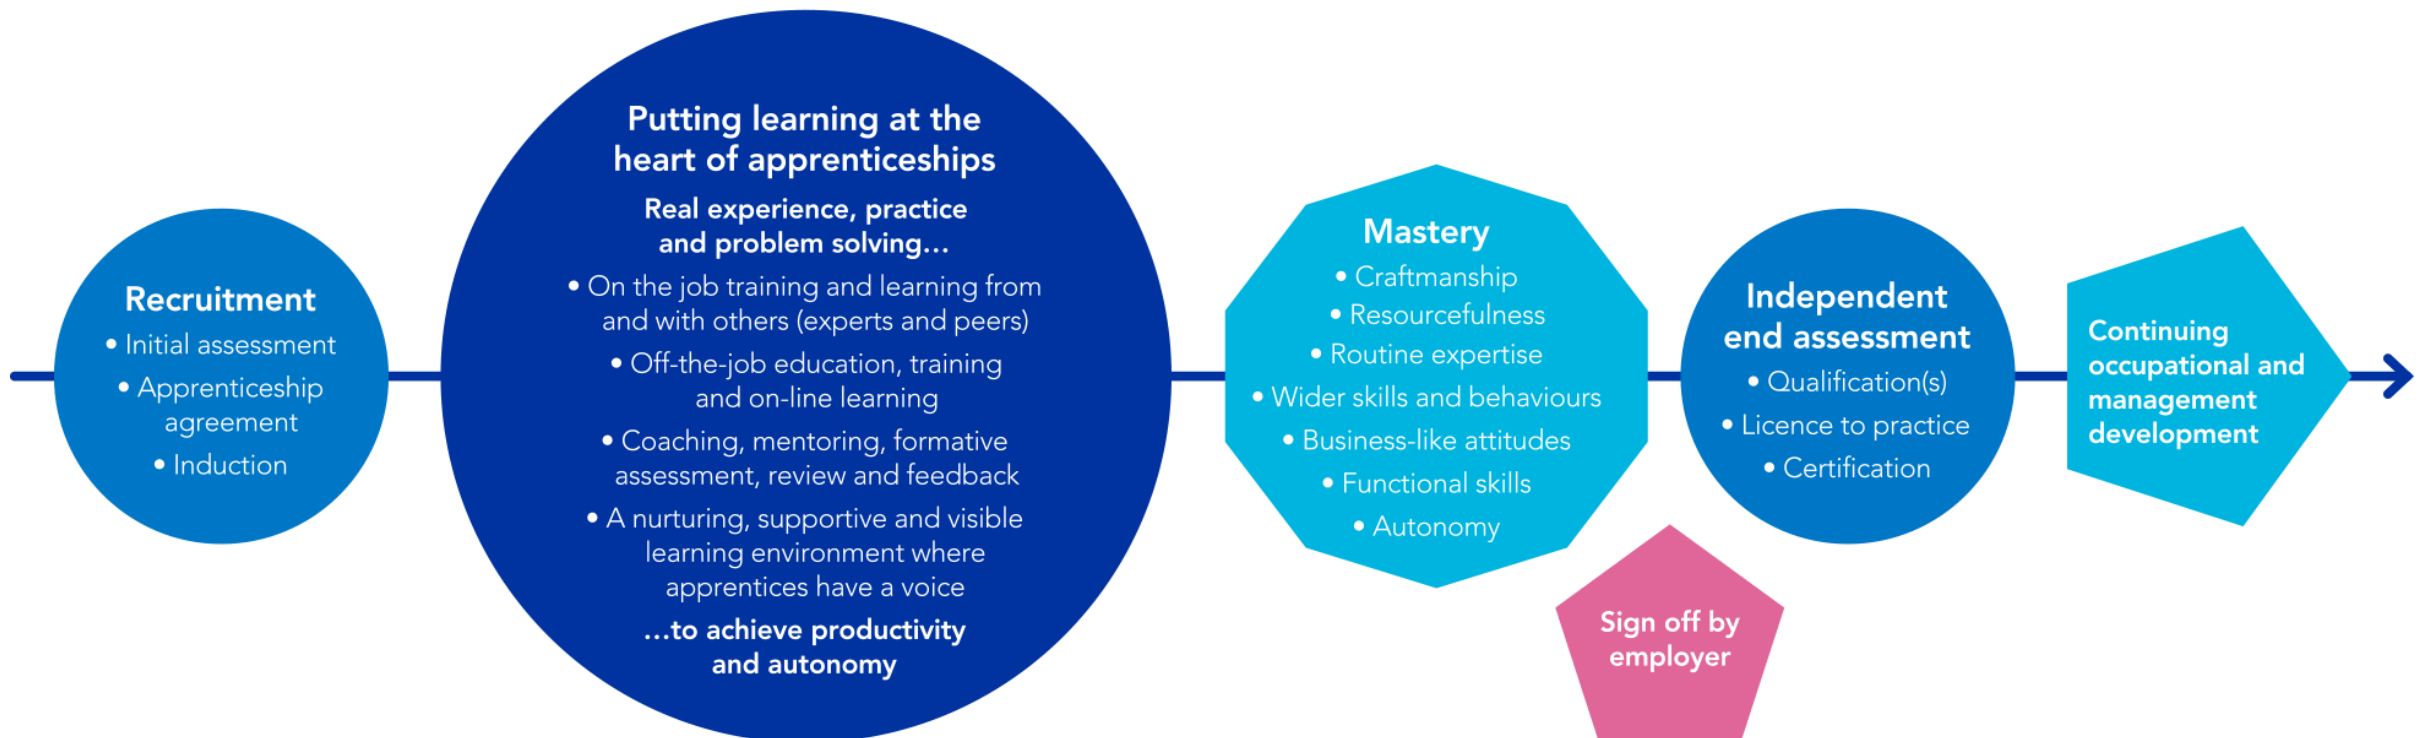 Recruitment
• Initial assessment
• Apprenticeship
agreement
• Induction
Putting learning at the
heart of apprenticeships
Real experience, practice
and problem solving...
• On the job training and learning from
and with others (experts and peers)
• Off-the-job education, training
and on-line learning
• Coaching, mentoring, formative
assessment, review and feedback
• A nurturing, supportive and visible
learning environment where
apprentices have a voice
...to achieve productivity
and autonomy
Mastery
• Craftmanship
• Resourcefulness
• Routine expertise
• Wider skills and behaviours
• Business-like attitudes
• Functional skills
• Autonomy
Sign off by
employer
Independent
end assessment
• Qualification(s)
• Licence to practice
• Certification
Continuing
occupational and
management
development